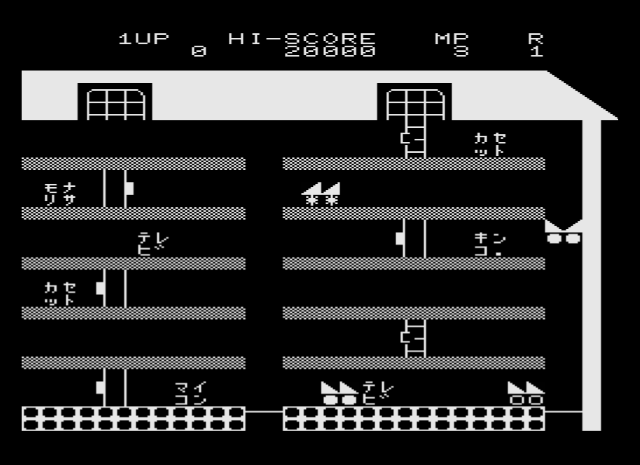 1UP HI-SCORE MP R
0 20000 3 1
カセ
ット
モナ
リサ
テレ
ビ
キン
コ.
カセ
ット
マイ
コン
テレ
ビ